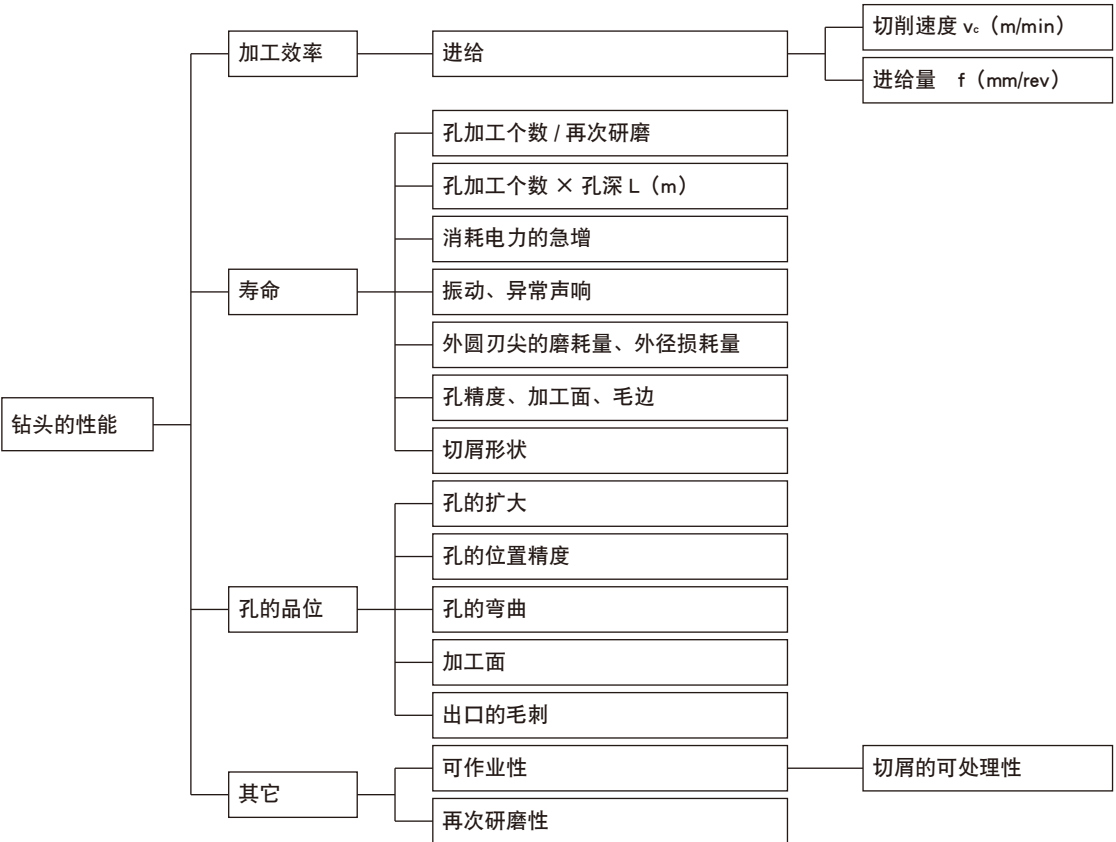 钻头的性能
加工效率
进给
切削速度 vc（m/min）
进给量　f（mm/rev）
寿命
孔加工个数 / 再次研磨
孔加工个数 × 孔深 L（m）
消耗电力的急增
振动、异常声响
外圆刃尖的磨耗量、外径损耗量
孔精度、加工面、毛边
切屑形状
孔的品位
孔的扩大
孔的位置精度
孔的弯曲
加工面
出口的毛刺
其它
可作业性
切屑的可处理性
再次研磨性